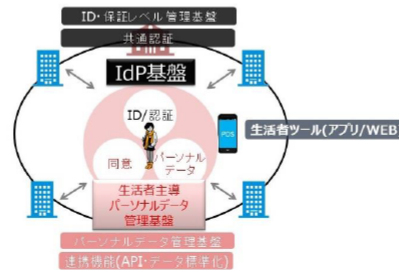 ID・保証レベル管理基盤
共通認証
IdP基盤
ID/認証
PDS
生活者ツール(アプリ/WEB)
同意
パーソナル
データ
生活者主導
パーソナルデータ
管理基盤
パーソナルデータ管理基盤
連携機能(API・データ標準化)